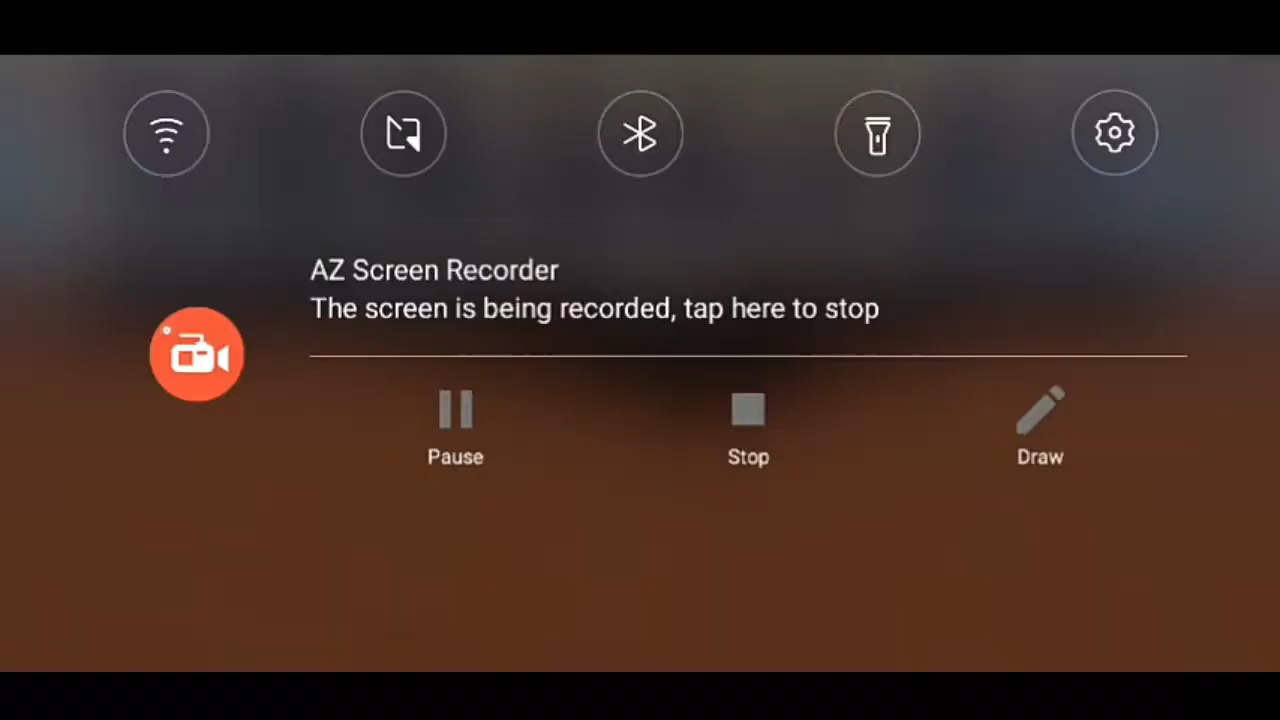 AZ Screen Recorder
The screen is being recorded, tap here to stop
Pause Stop Draw